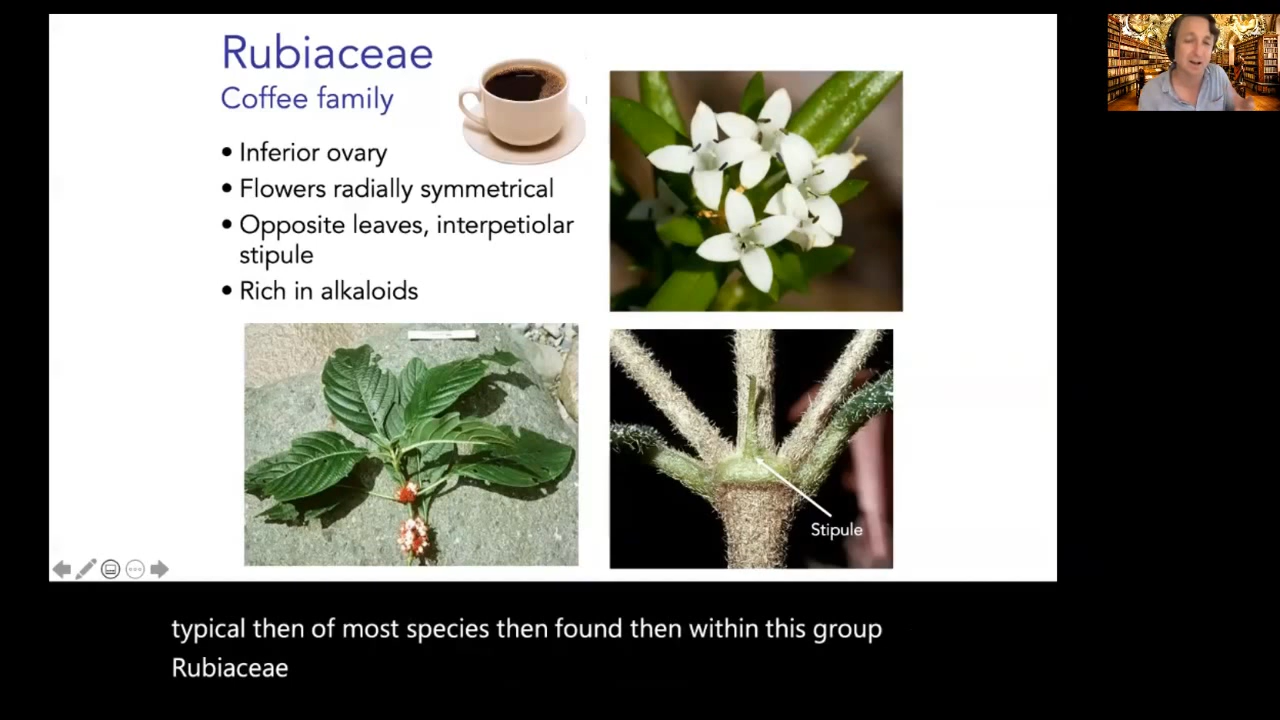 Rubiaceae
Coffee family
• Inferior ovary
• Flowers radially symmetrical
• Opposite leaves, interpetiolar
stipule
• Rich in alkaloids
Stipule
typical then of most species then found then within this group
Rubiaceae